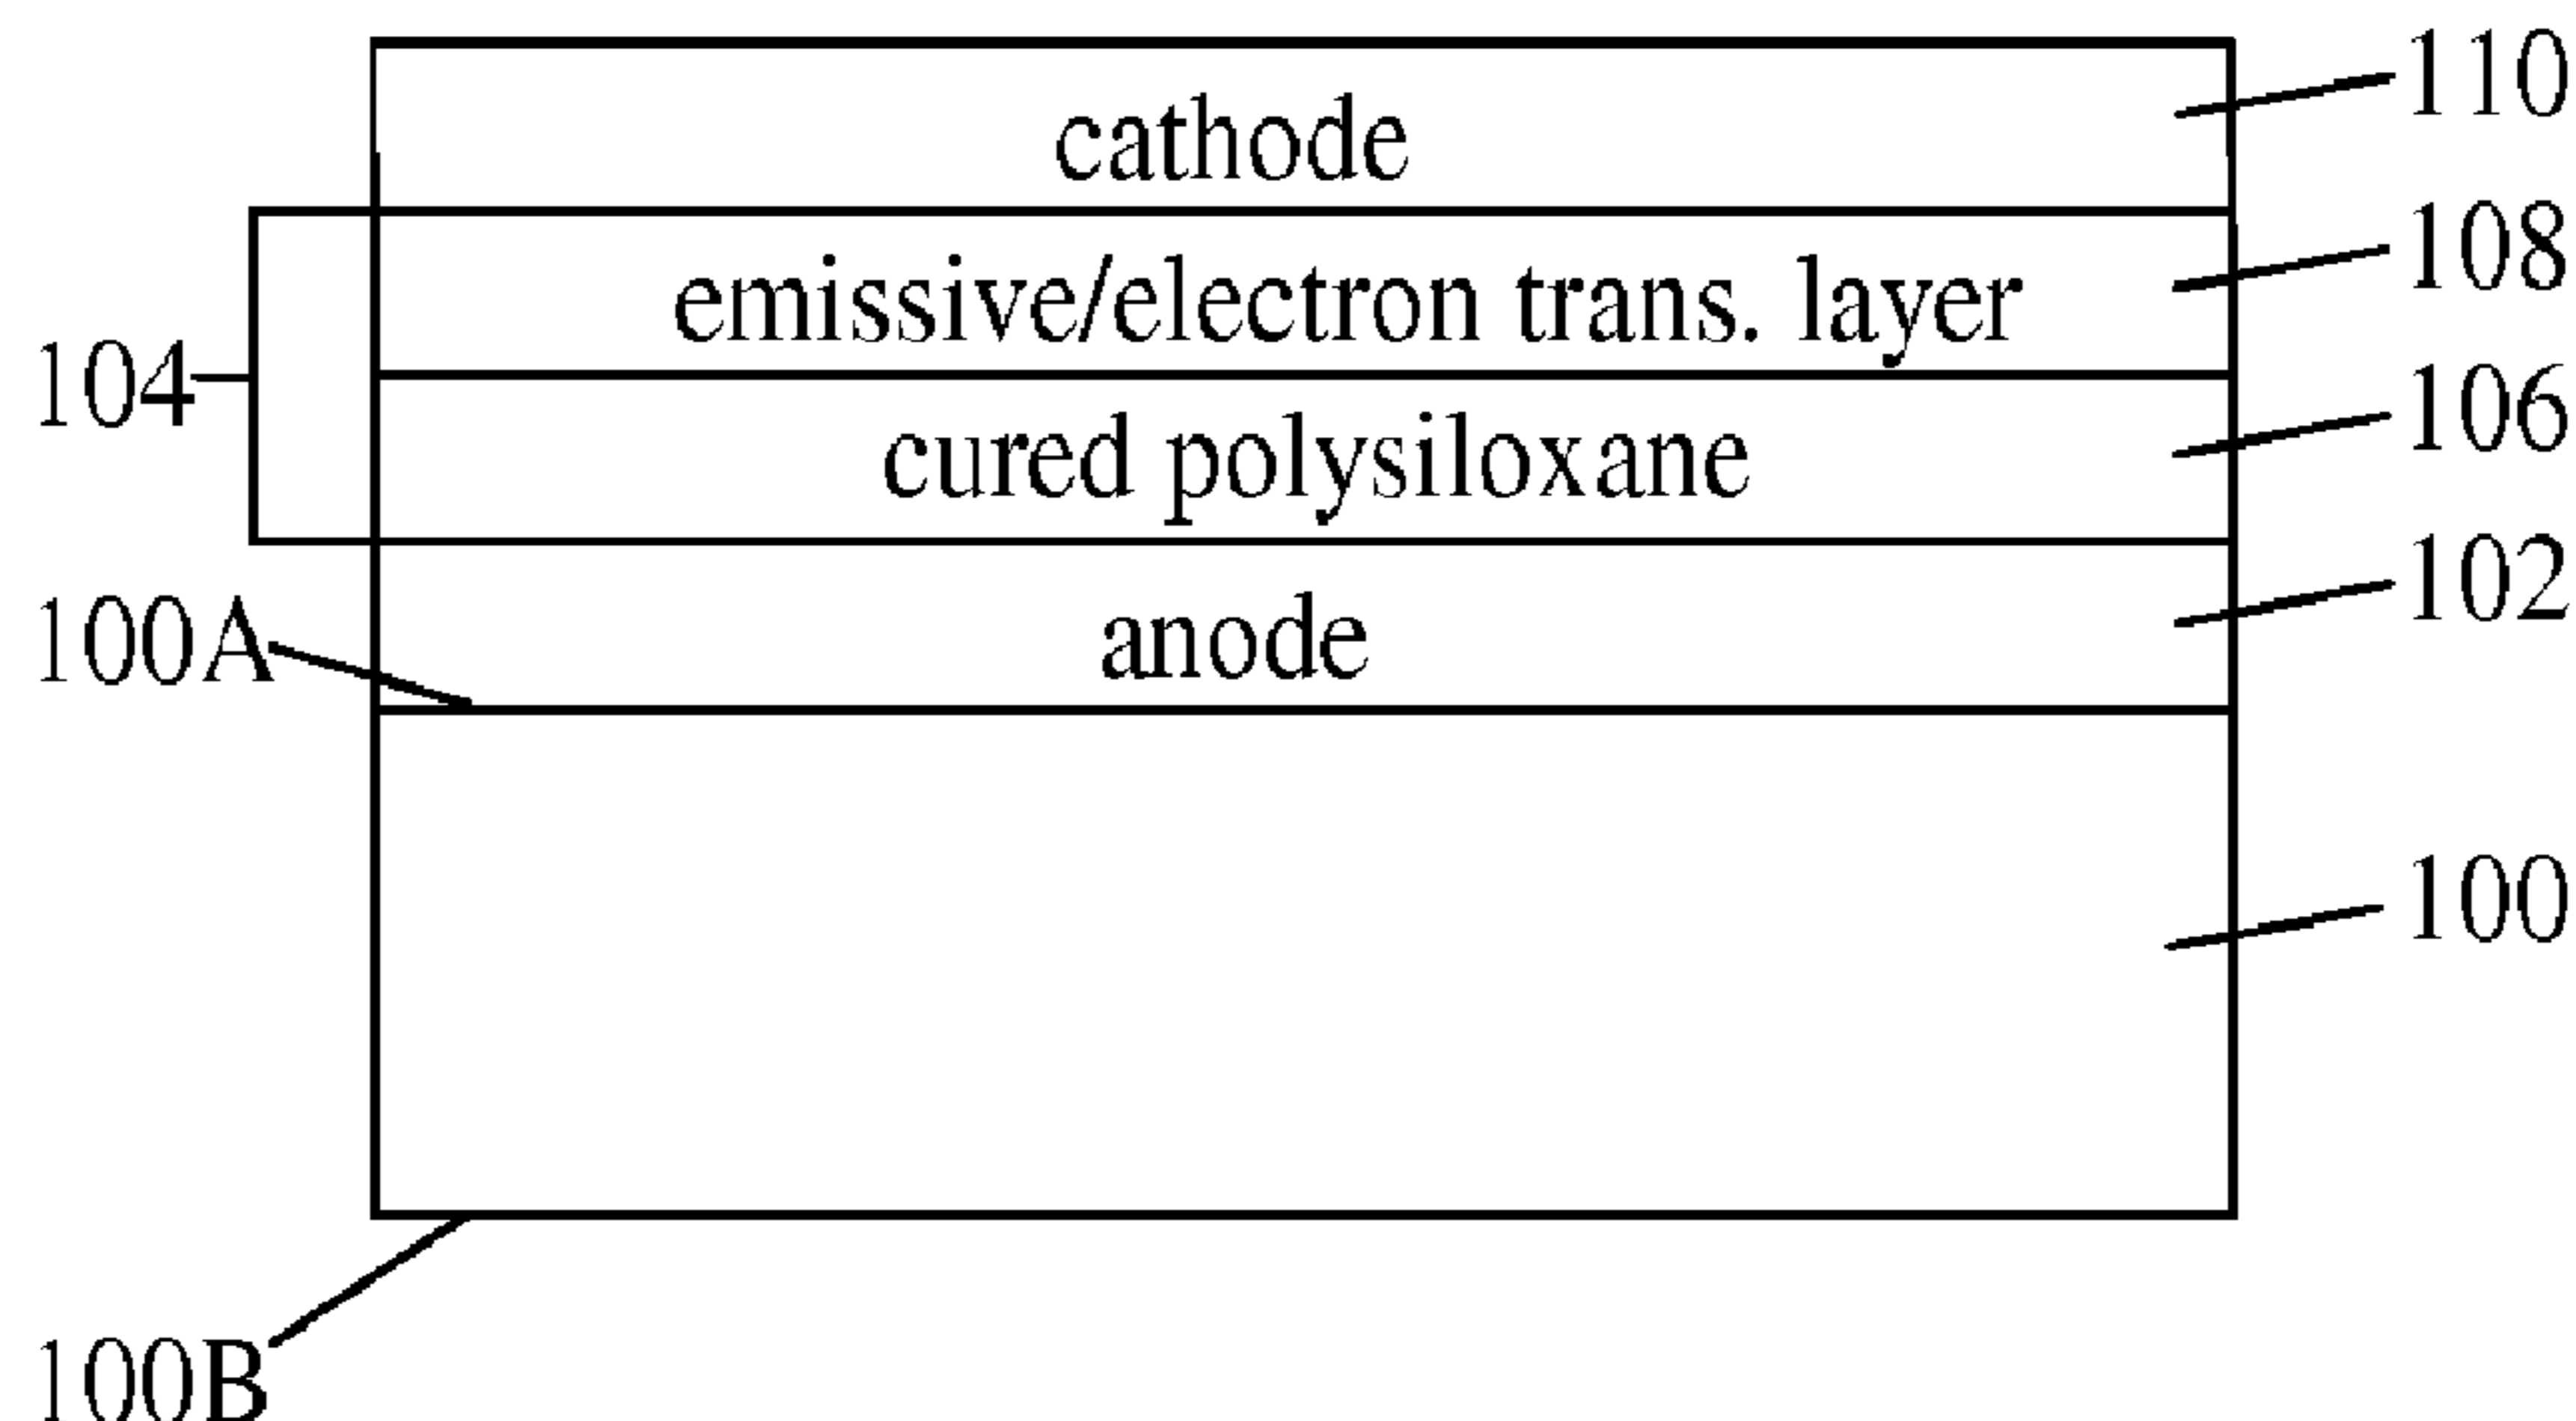 110
cathode
108
emissive/electron trans. layer
104
106
cured polysiloxane
102
100A
anode
100
100B